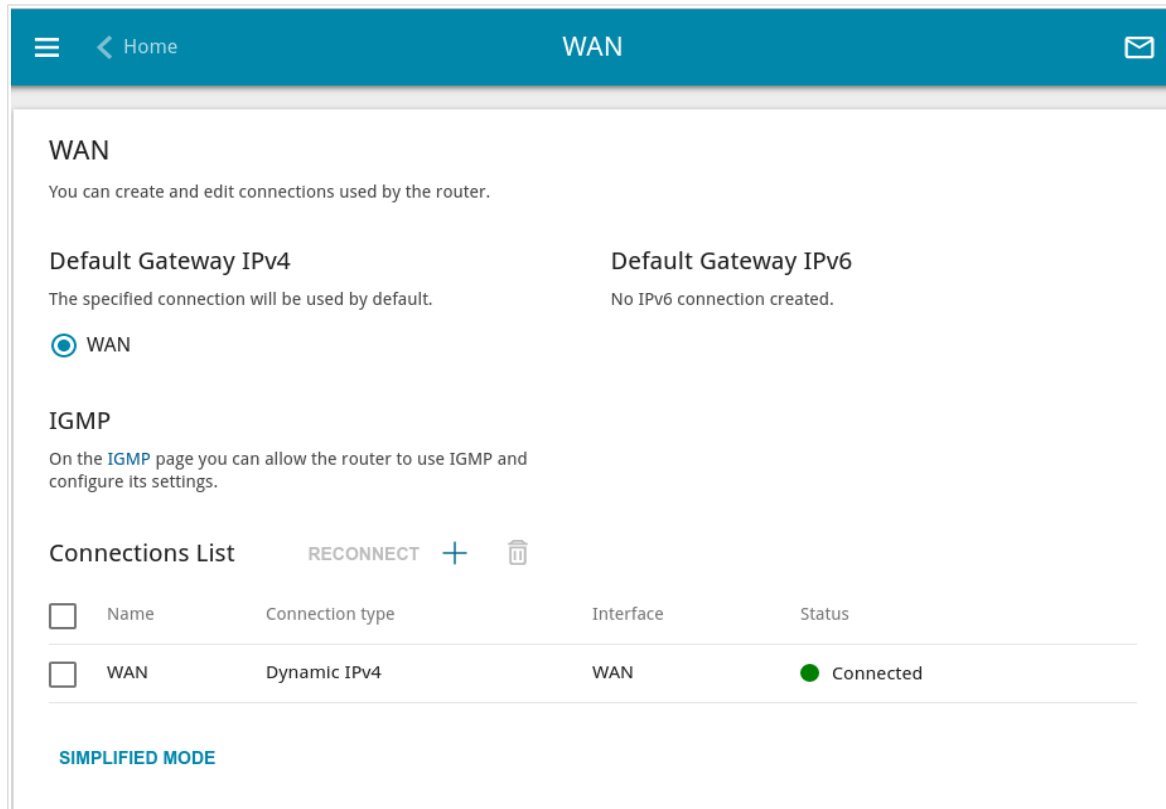 Home
WAN
WAN
You can create and edit connections used by the router.
Default Gateway IPv4
The specified connection will be used by default.
WAN
Default Gateway IPv6
No IPv6 connection created.
IGMP
On the IGMP page you can allow the router to use IGMP and
configure its settings.
Connections List RECONNECT
Name Connection type Interface Status
WAN Dynamic IPv4 WAN Connected
SIMPLIFIED MODE